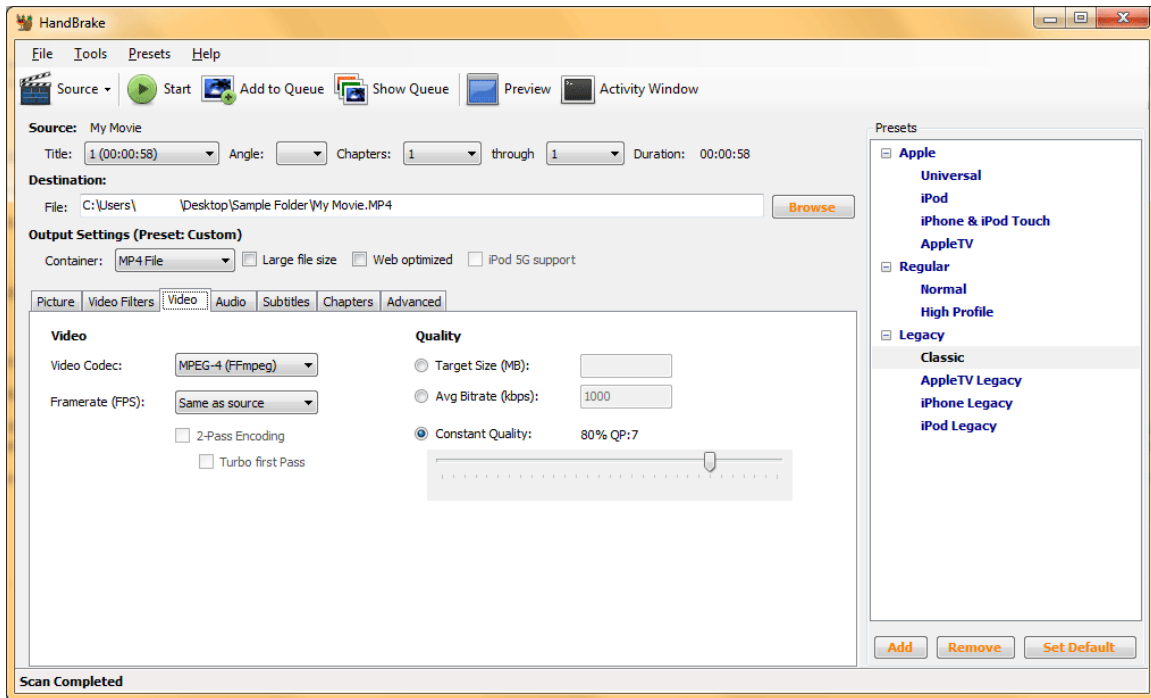 HandBrake
File Tools Presets Help
Source Start Add to Queue Show Queue Preview Activity Window
Source: My Movie
Title: 1 (00:00:58) Angle: Chapters: 1 through 1 Duration: 00:00:58
Destination:
File: C:\Users\ \Desktop\Sample Folder\My Movie.MP4 Browse
Output Settings (Preset: Custom)
Container: MP4 File Large file size Web optimized iPod 5G support
Picture Video Filters Video Audio Subtitles Chapters Advanced
Video Quality
Video Codec: MPEG-4 (FFmpeg) Target Size (MB):
Framerate (FPS): Same as source Avg Bitrate (kbps): 1000
2-Pass Encoding Constant Quality: 80% QP:7
Turbo first Pass
Presets
Apple
Universal
iPod
iPhone & iPod Touch
AppleTV
Regular
Normal
High Profile
Legacy
Classic
AppleTV Legacy
iPhone Legacy
iPod Legacy
Add Remove Set Default
Scan Completed